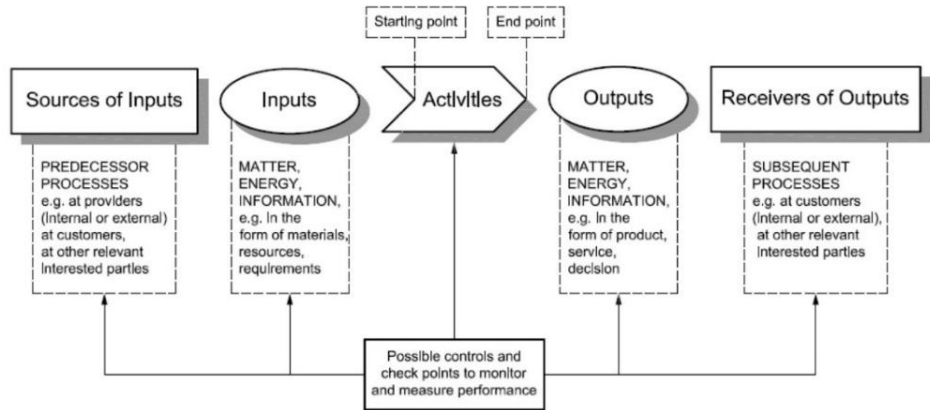 Starting point
End point
Sources of Inputs
Inputs
Activities
Outputs
Receivers of Outputs
PREDECESSOR
PROCESSES
e.g. at providers
(Internal or external)
at customers,
at other relevant
interested parties
MATTER,
ENERGY,
INFORMATION,
e.g. In the
form of materials,
resources,
requirements
MATTER,
ENERGY,
INFORMATION,
e.g. In the
form of product,
service,
decision
SUBSEQUENT
PROCESSES
e.g. at customers
(Internal or external),
at other relevant
interested parties
Possible controls and
check points to monitor
and measure performance